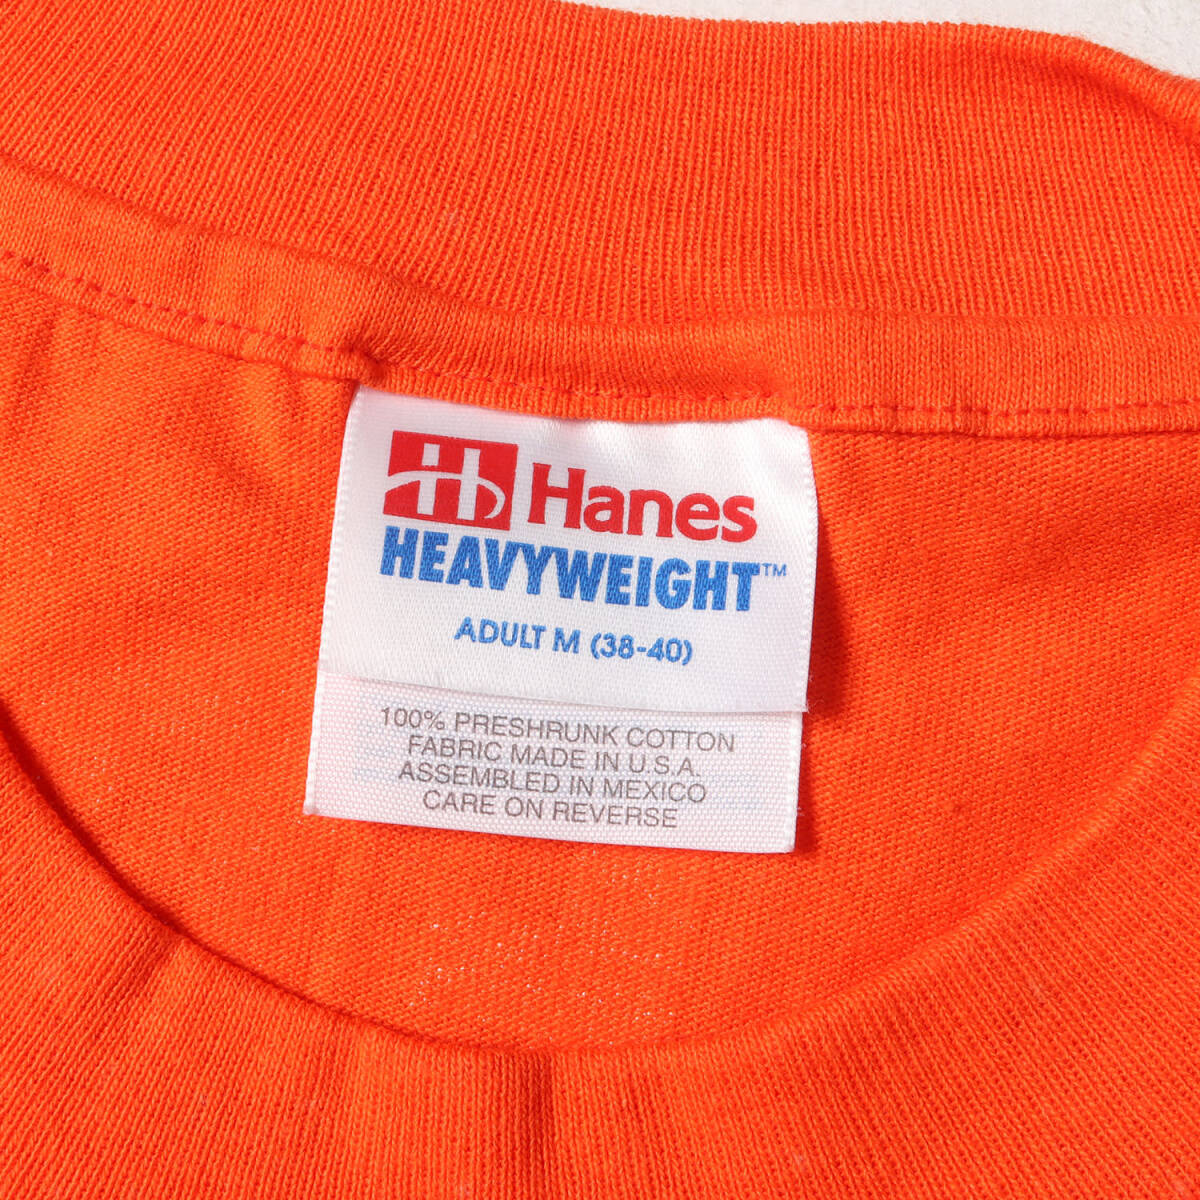 Hanes
HEAVYWEIGHT™
ADULT M (38-40)
100% PRESHRUNK COTTON
FABRIC MADE IN U.S.A.
ASSEMBLED IN MEXICO
CARE ON REVERSE